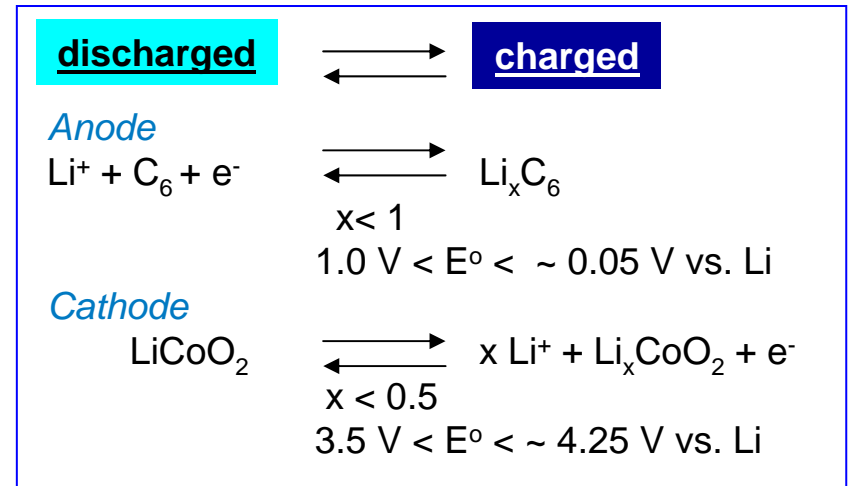 discharged ⇌ charged
Anode
Li⁺ + C₆ + e⁻ ⇌ LiₓC₆
x< 1
1.0 V < Eº < ~ 0.05 V vs. Li
Cathode
LiCoO₂ ⇌ x Li⁺ + LiₓCoO₂ + e⁻
x < 0.5
3.5 V < Eº < ~ 4.25 V vs. Li